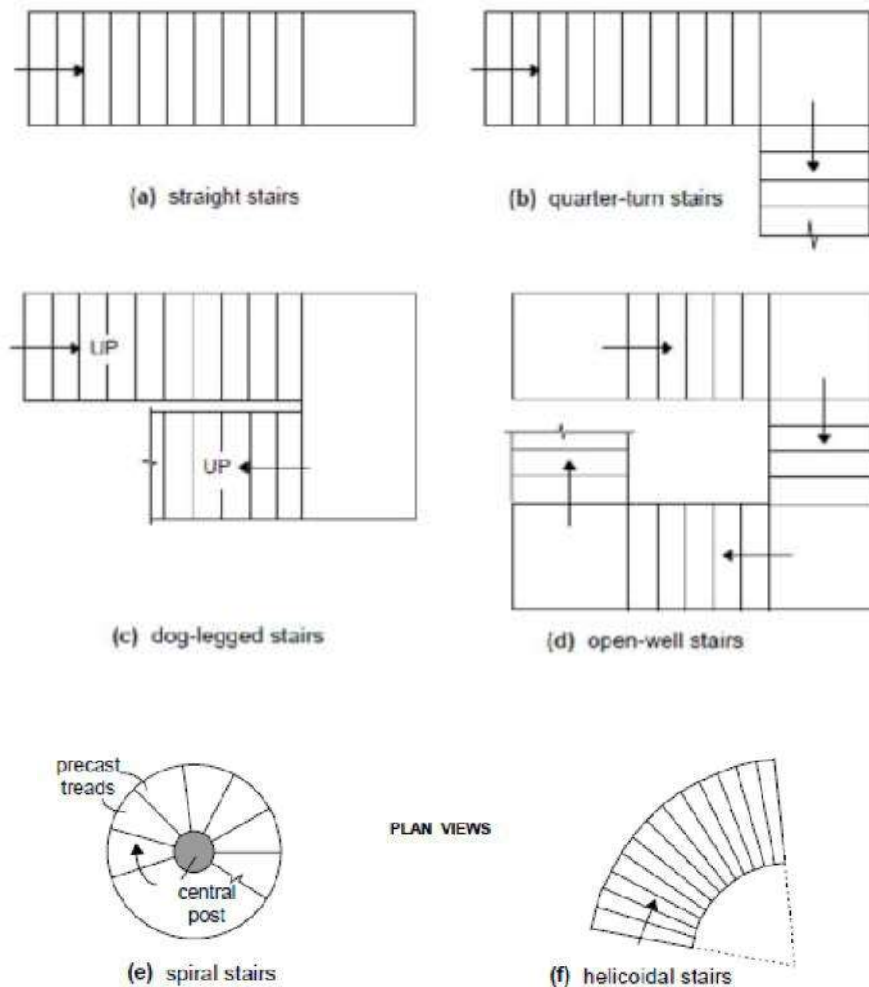 (a) straight stairs
(b) quarter-turn stairs
UP
UP
(c) dog-legged stairs
(d) open-well stairs
precast
treads
central
post
PLAN VIEWS
(e) spiral stairs
(f) helicoidal stairs